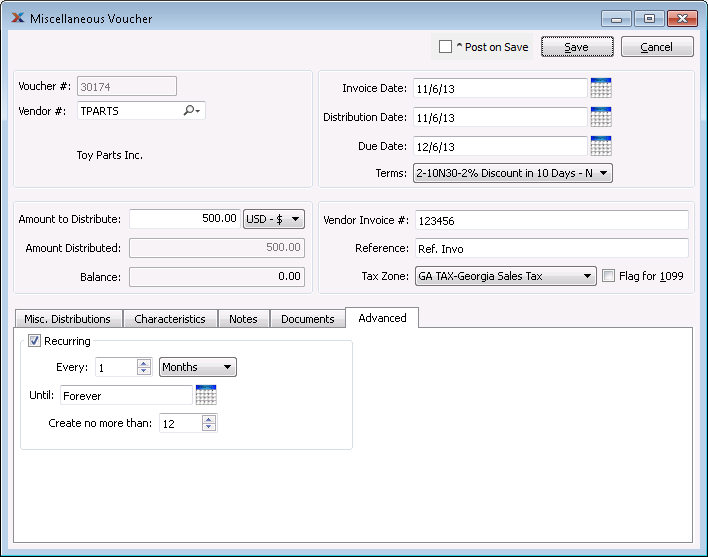 Miscellaneous Voucher
^ Post on Save Save Cancel
Voucher #: 30174
Vendor #: TPARTS
Toy Parts Inc.
Invoice Date: 11/6/13
Distribution Date: 11/6/13
Due Date: 12/6/13
Terms: 2-10N30-2% Discount in 10 Days - N
Amount to Distribute: 500.00 USD - $
Amount Distributed: 500.00
Balance: 0.00
Vendor Invoice #: 123456
Reference: Ref. Invo
Tax Zone: GA TAX-Georgia Sales Tax Flag for 1099
Misc. Distributions Characteristics Notes Documents Advanced
Recurring
Every: 1 Months
Until: Forever
Create no more than: 12